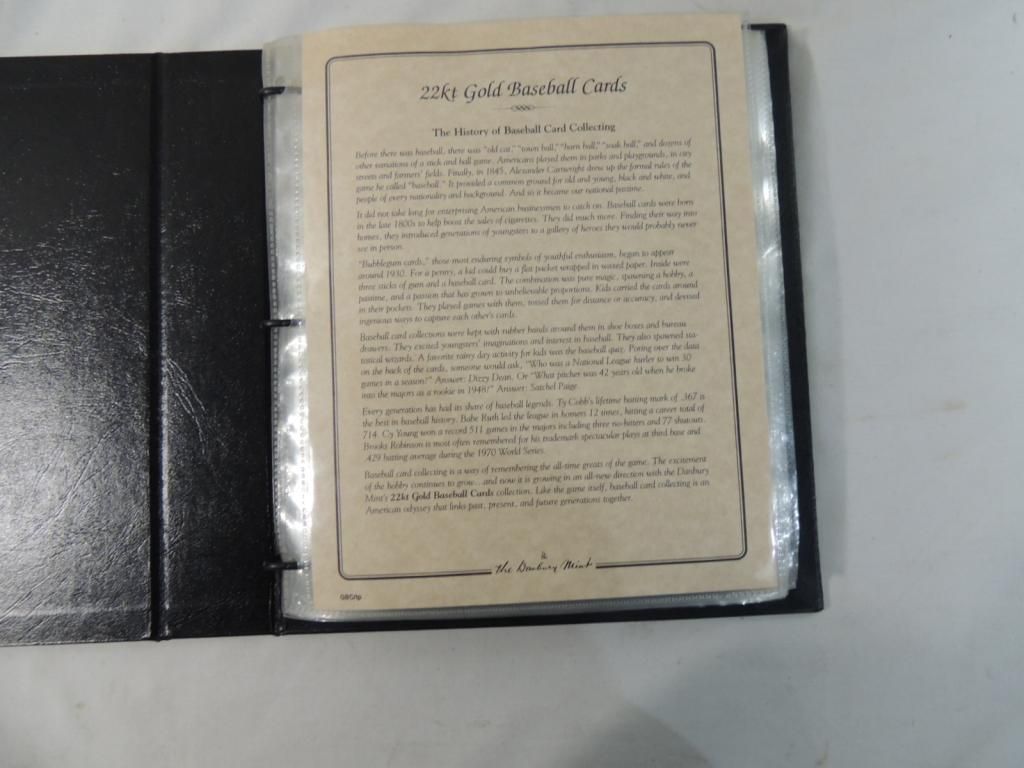 22kt Gold Baseball Cards
The History of Baseball Card Collecting
Before there was baseball, there was "old cat," "town ball," "barn ball," "soak ball," and dozens of
other variations of a stick and ball game. Americans played them in parks and playgrounds, in city
streets and farmers' fields. Finally, in 1845, Alexander Cartwright drew up the formal rules of the
game he called "baseball." It provided a common ground for old and young, black and white, and
people of every nationality and background. And so it became our national pastime.
It did not take long for enterprising American businessmen to catch on. Baseball cards were born
in the late 1800s to help boost the sales of cigarettes. They did much more. Finding their way into
homes, they introduced generations of youngsters to a gallery of heroes they would probably never
see in person.
"Bubblegum cards," those most enduring symbols of youthful enthusiasm, began to appear
around 1930. For a penny, a kid could buy a flat packet wrapped in waxed paper. Inside were
three sticks of gum and a baseball card. The combination was pure magic, spawning a hobby, a
pastime, and a passion that has grown to unbelievable proportions. Kids carried the cards around
in their pockets. They played games with them, tossed them for distance or accuracy, and devised
ingenious ways to capture each other's cards.
Baseball card collections were kept with rubber bands around them in shoe boxes and bureau
drawers. They excited youngsters' imaginations and interest in baseball. They also spawned sta-
tistical wizards. A favorite rainy day activity for kids was the baseball quiz. Poring over the data
on the back of the cards, someone would ask, "Who was a National League hurler to win 30
games in a season?" Answer: Dizzy Dean. Or "What pitcher was 42 years old when he broke
into the majors as a rookie in 1948?" Answer: Satchel Paige.
Every generation has had its share of baseball legends. Ty Cobb's lifetime batting mark of .367 is
the best in baseball history. Babe Ruth led the league in homers 12 times, hitting a career total of
714. Cy Young won a record 511 games in the majors including three no-hitters and 77 shutouts.
Brooks Robinson is most often remembered for his trademark spectacular plays at third base and
.429 batting average during the 1970 World Series.
Baseball card collecting is a way of remembering the all-time greats of the game. The excitement
of the hobby continues to grow...and now it is growing in an all-new direction with the Danbury
Mint's 22kt Gold Baseball Cards collection. Like the game itself, baseball card collecting is an
American odyssey that links past, present, and future generations together.
The Danbury Mint